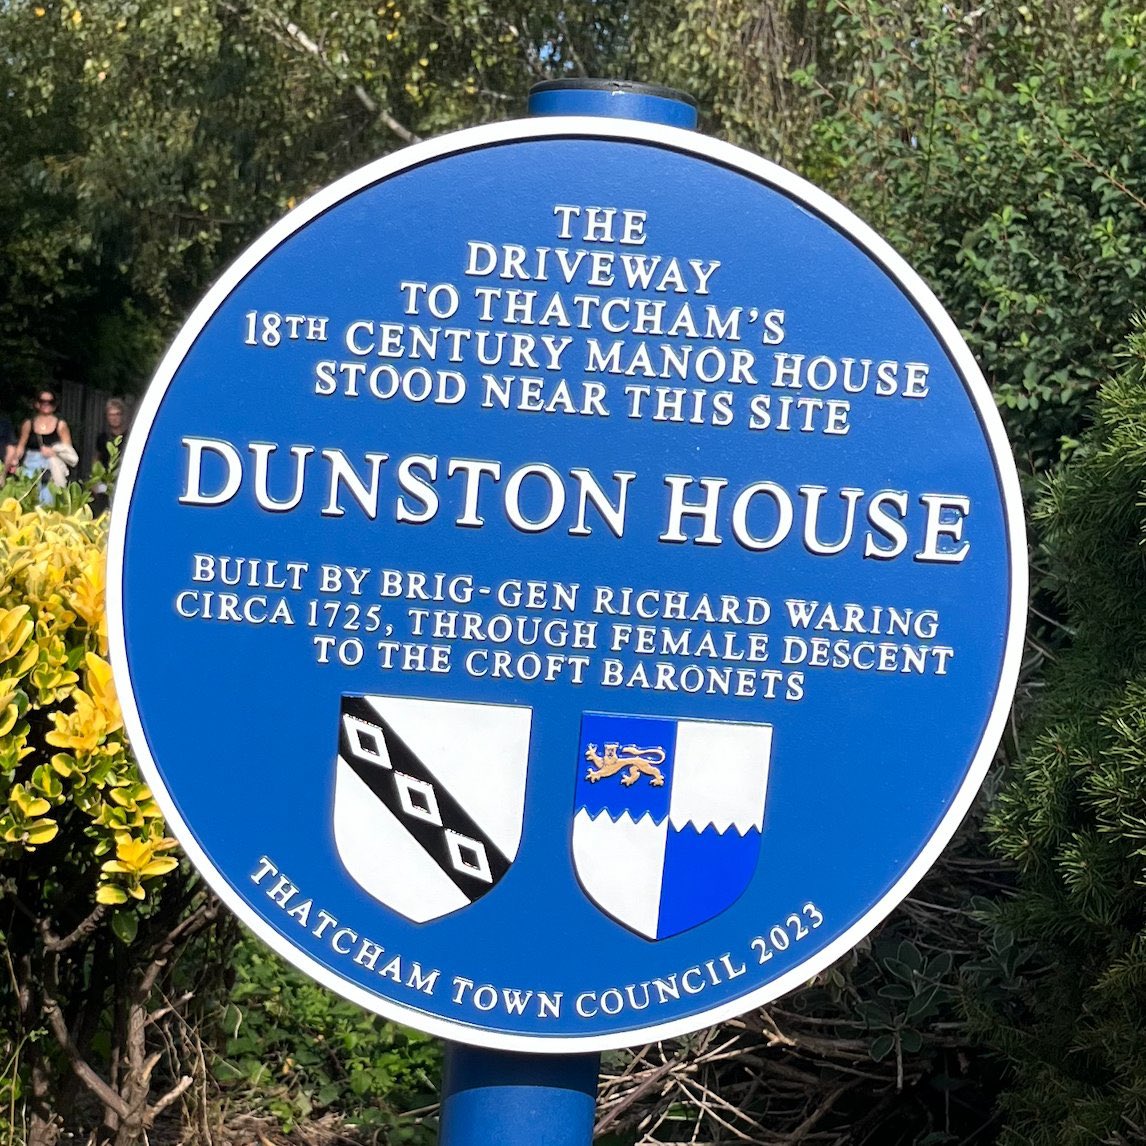 THE
DRIVEWAY
TO THATCHAM'S
18TH CENTURY MANOR HOUSE
STOOD NEAR THIS SITE
DUNSTON HOUSE
BUILT BY BRIG-GEN RICHARD WARING
CIRCA 1725, THROUGH FEMALE DESCENT
TO THE CROFT BARONETS
THATCHAM TOWN COUNCIL 2023